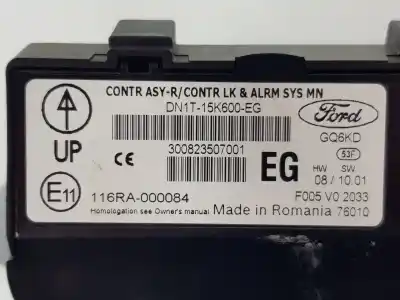 CONTR ASY-R/CONTR LK & ALRM SYS MN
DN1T-15K600-EG
Ford
GQ6KD
53F
UP
300823507001
CE
EG
HW SW
08 / 10.01
E11
116RA-000084
F005 V0 2033
Homologation see Owner's manual
Made in Romania 76010